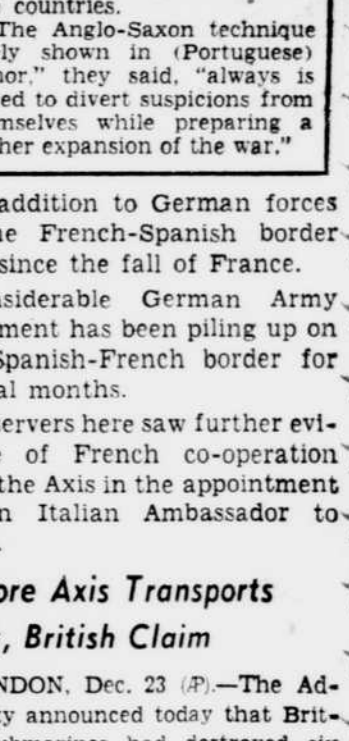 countries.
The Anglo-Saxon technique
ly shown in (Portuguese)
nor," they said, "always is
ed to divert suspicions from
mselves while preparing a
her expansion of the war."
addition to German forces
e French-Spanish border
since the fall of France.
nsiderable German Army
ment has been piling up on
Spanish-French border for
al months.
servers here saw further evi-
e of French co-operation
the Axis in the appointment
n Italian Ambassador to
ore Axis Transports
, British Claim
NDON, Dec. 23 (AP).—The Ad-
ty announced today that Brit-